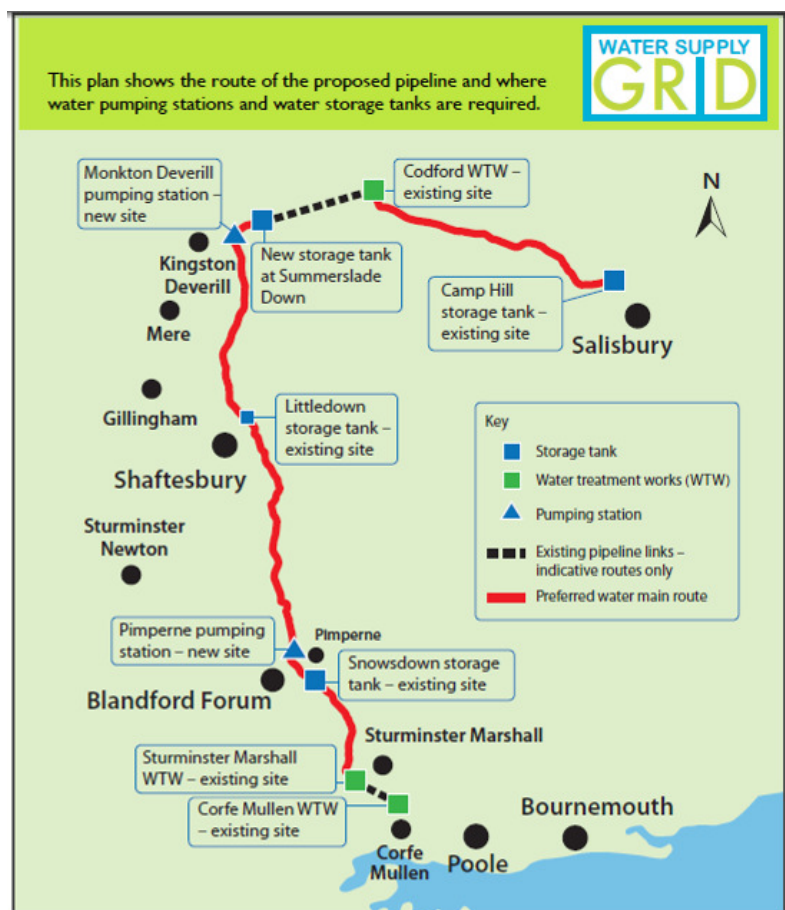 This plan shows the route of the proposed pipeline and where
water pumping stations and water storage tanks are required.
WATER SUPPLY
GRID
Monkton Deverill
pumping station –
new site
Codford WTW –
existing site
N
Kingston
Deverill
New storage tank
at Summerslade
Down
Camp Hill
storage tank –
existing site
Mere
Salisbury
Gillingham
Littledown
storage tank –
existing site
Shaftesbury
Key
Storage tank
Water treatment works (WTW)
Pumping station
Existing pipeline links –
indicative routes only
Preferred water main route
Sturminster
Newton
Pimperne pumping
station – new site
Pimperne
Snowsdown storage
tank – existing site
Blandford Forum
Sturminster Marshall
Sturminster Marshall
WTW – existing site
Corfe Mullen WTW
– existing site
Bournemouth
Corfe
Mullen
Poole